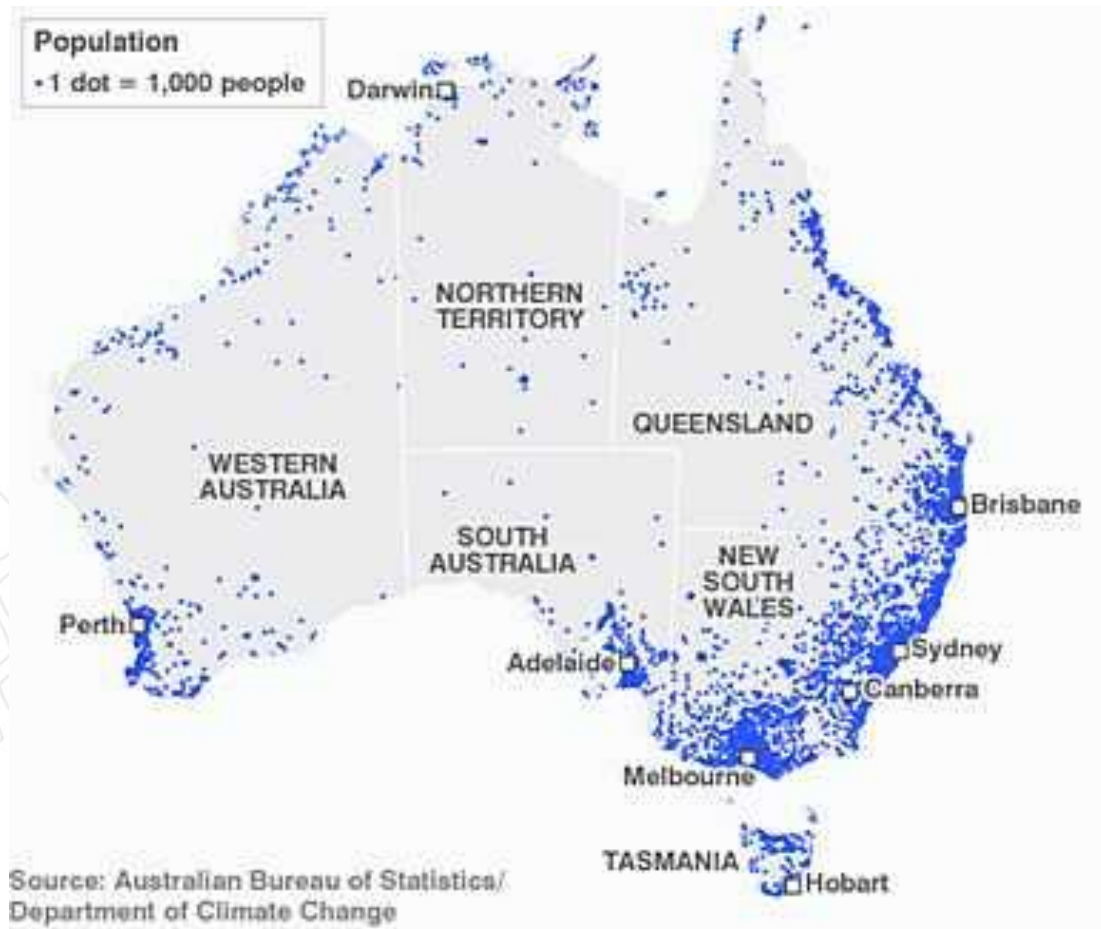 Population
• 1 dot = 1,000 people
Darwin
NORTHERN
TERRITORY
QUEENSLAND
WESTERN
AUSTRALIA
Brisbane
SOUTH
AUSTRALIA
NEW
SOUTH
WALES
Perth
Sydney
Adelaide
Canberra
Melbourne
TASMANIA
Hobart
Source: Australian Bureau of Statistics/
Department of Climate Change